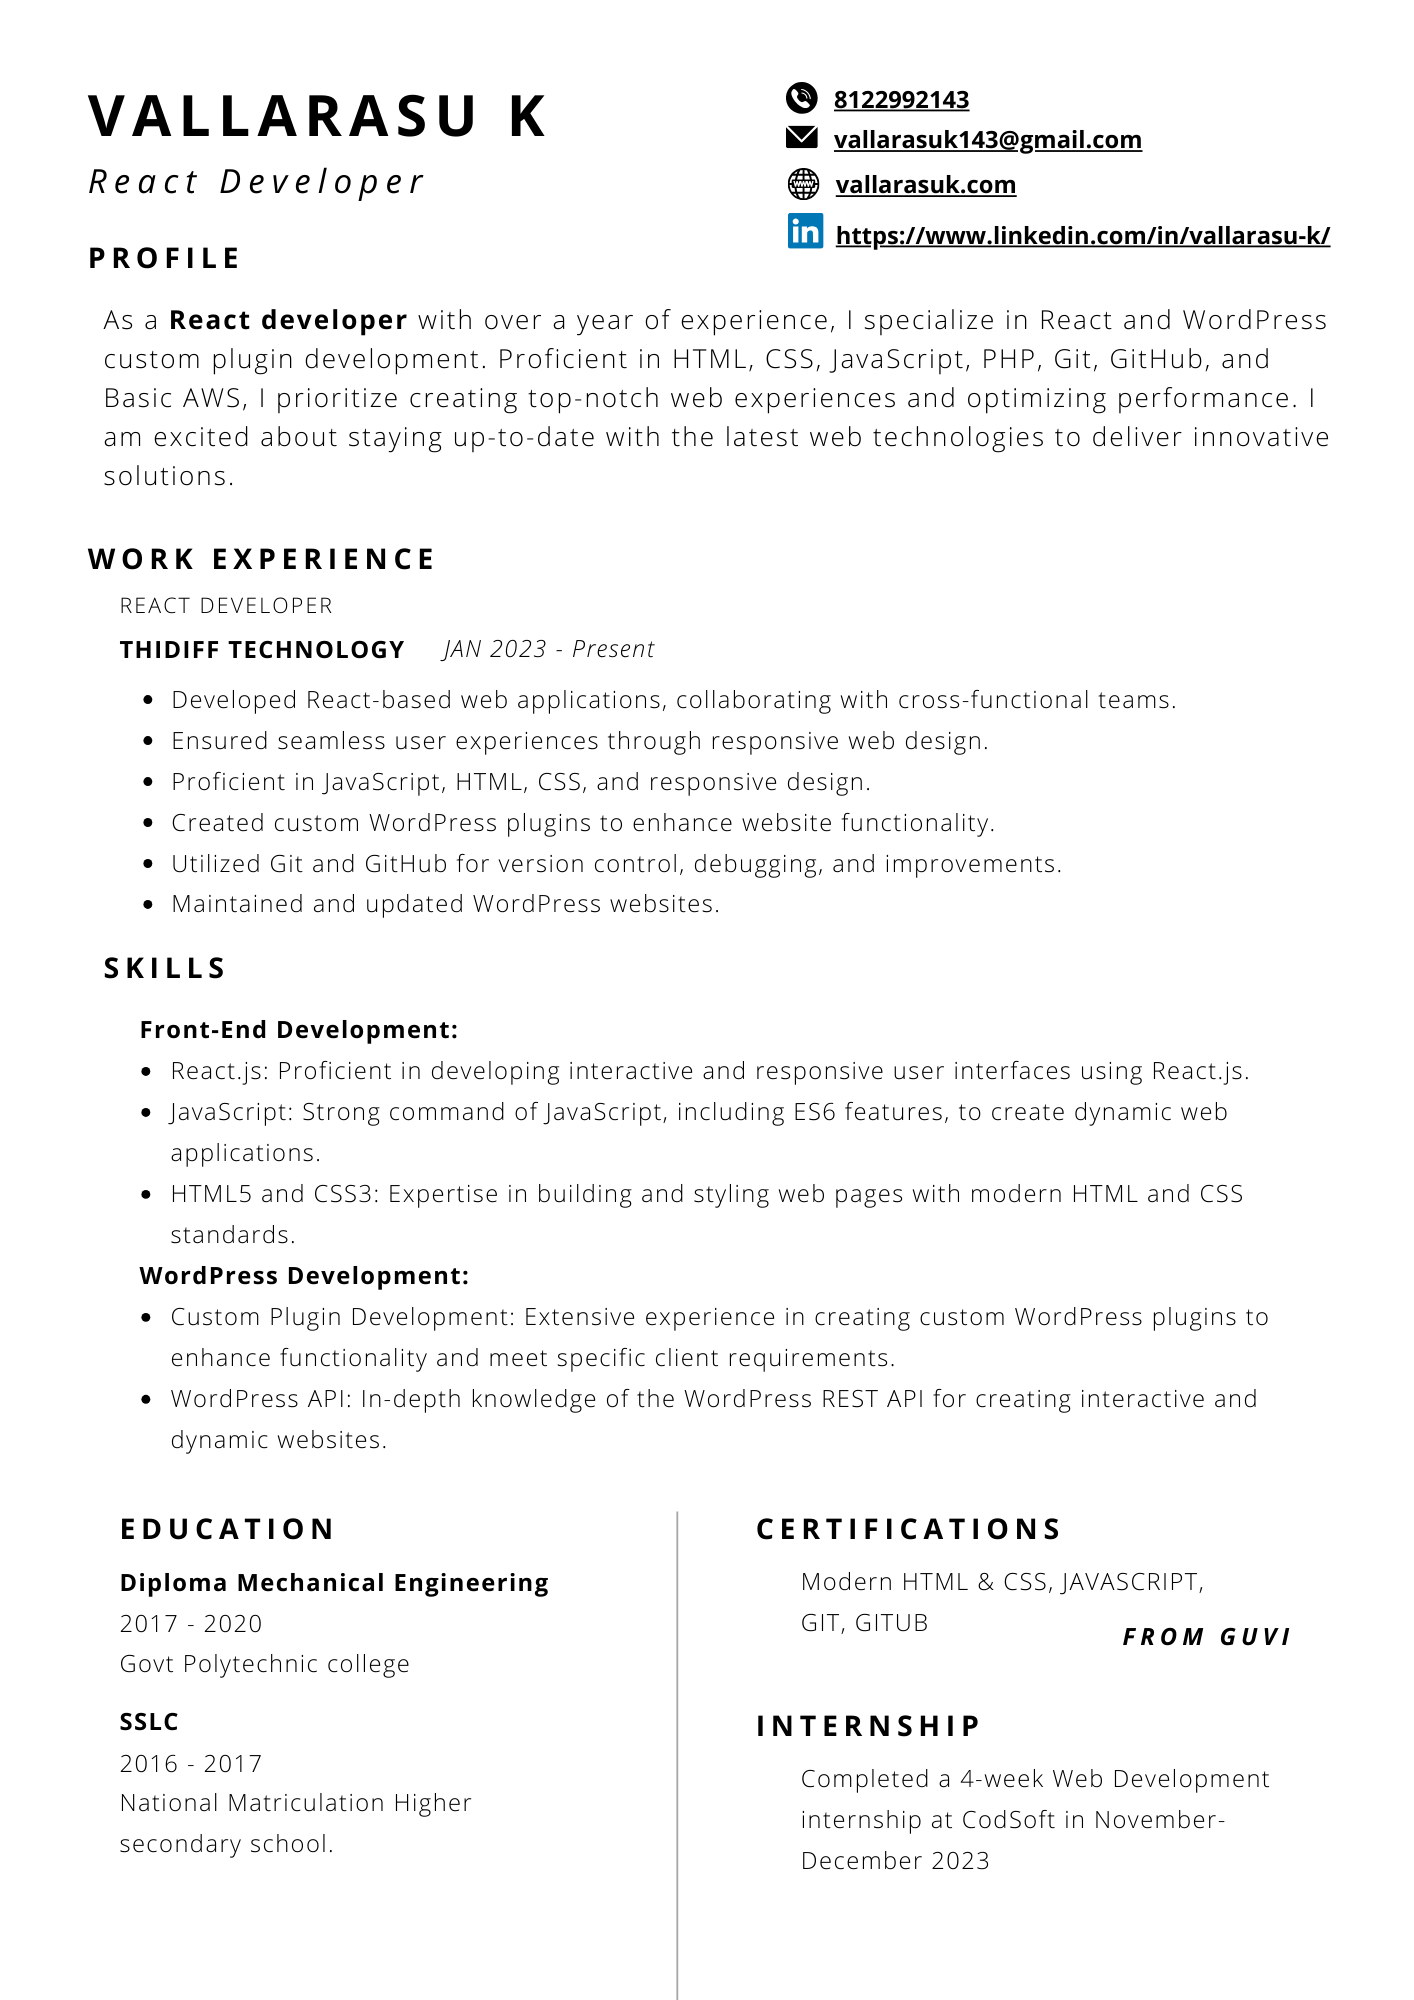 VALLARASU K
React Developer
8122992143
vallarasuk143@gmail.com
vallarasuk.com
in https://www.linkedin.com/in/vallarasu-k/
PROFILE
As a React developer with over a year of experience, I specialize in React and WordPress
custom plugin development. Proficient in HTML, CSS, JavaScript, PHP, Git, GitHub, and
Basic AWS, I prioritize creating top-notch web experiences and optimizing performance. I
am excited about staying up-to-date with the latest web technologies to deliver innovative
solutions.
WORK EXPERIENCE
REACT DEVELOPER
THIDIFF TECHNOLOGY JAN 2023 - Present
• Developed React-based web applications, collaborating with cross-functional teams.
• Ensured seamless user experiences through responsive web design.
• Proficient in JavaScript, HTML, CSS, and responsive design.
• Created custom WordPress plugins to enhance website functionality.
• Utilized Git and GitHub for version control, debugging, and improvements.
• Maintained and updated WordPress websites.
SKILLS
Front-End Development:
• React.js: Proficient in developing interactive and responsive user interfaces using React.js.
• JavaScript: Strong command of JavaScript, including ES6 features, to create dynamic web
applications.
• HTML5 and CSS3: Expertise in building and styling web pages with modern HTML and CSS
standards.
WordPress Development:
• Custom Plugin Development: Extensive experience in creating custom WordPress plugins to
enhance functionality and meet specific client requirements.
• WordPress API: In-depth knowledge of the WordPress REST API for creating interactive and
dynamic websites.
EDUCATION
Diploma Mechanical Engineering
2017 - 2020
Govt Polytechnic college
SSLC
2016 - 2017
National Matriculation Higher
secondary school.
CERTIFICATIONS
Modern HTML & CSS, JAVASCRIPT,
GIT, GITUB
FROM GUVI
INTERNSHIP
Completed a 4-week Web Development
internship at CodSoft in November-
December 2023